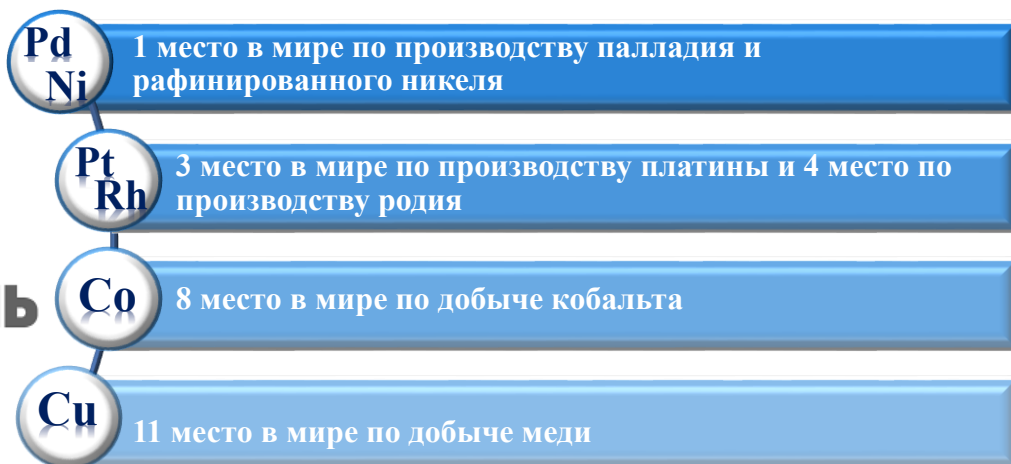 Pd
Ni
1 место в мире по производству палладия и
рафинированного никеля
Pt
Rh
3 место в мире по производству платины и 4 место по
производству родия
ь
Co
8 место в мире по добыче кобальта
Cu
11 место в мире по добыче меди